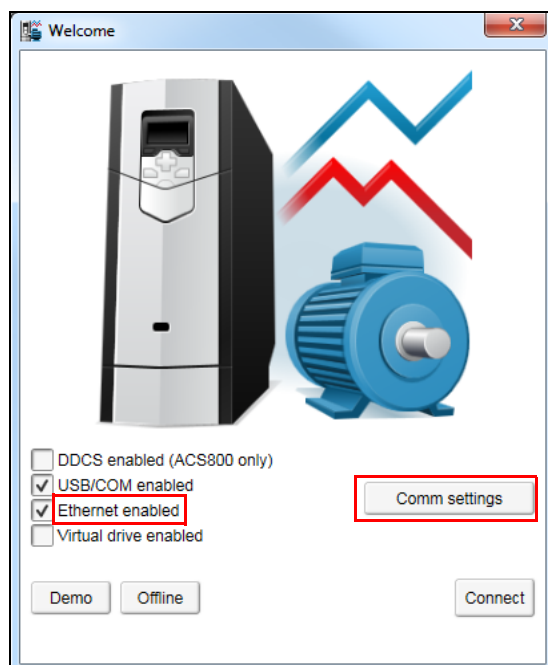 Welcome
DDCS enabled (ACS800 only)
USB/COM enabled
Ethernet enabled
Virtual drive enabled
Comm settings
Demo
Offline
Connect